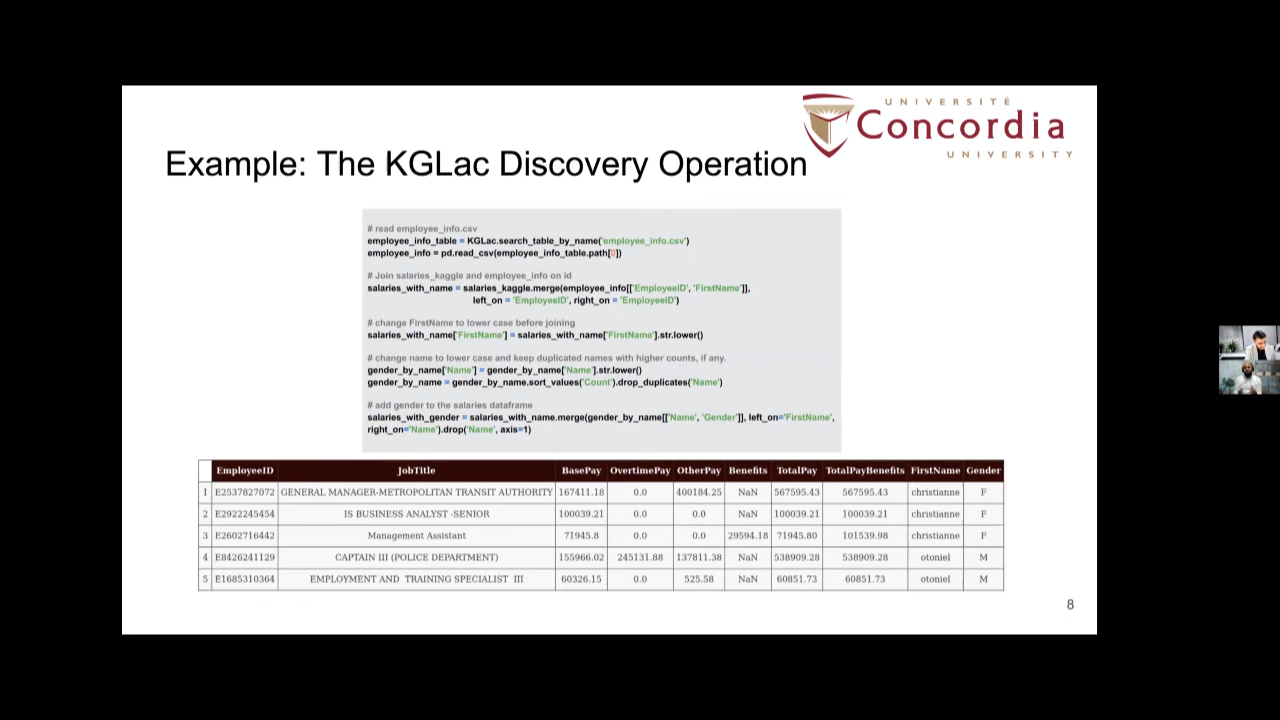 UNIVERSITÉ
Concordia
UNIVERSITY
Example: The KGLac Discovery Operation
# read employee_info.csv
employee_info_table = KGLac.search_table_by_name('employee_info.csv')
employee_info = pd.read_csv(employee_info_table.path[0])
# Join salaries_kaggle and employee_info on id
salaries_with_name = salaries_kaggle.merge(employee_info[['EmployeeID', 'FirstName']],
left_on = 'EmployeeID', right_on = 'EmployeeID')
# change FirstName to lower case before joining
salaries_with_name['FirstName'] = salaries_with_name['FirstName'].str.lower()
# change name to lower case and keep duplicated names with higher counts, if any.
gender_by_name['Name'] = gender_by_name['Name'].str.lower()
gender_by_name = gender_by_name.sort_values('Count').drop_duplicates('Name')
# add gender to the salaries dataframe
salaries_with_gender = salaries_with_name.merge(gender_by_name[['Name', 'Gender']], left_on='FirstName',
right_on='Name').drop('Name', axis=1)
EmployeeID JobTitle BasePay OvertimePay OtherPay Benefits TotalPay TotalPayBenefits FirstName Gender
1 E2537827072 GENERAL MANAGER-METROPOLITAN TRANSIT AUTHORITY 167411.18 0.0 400184.25 NaN 567595.43 567595.43 christianne F
2 E2922245454 IS BUSINESS ANALYST -SENIOR 100039.21 0.0 0.0 NaN 100039.21 100039.21 christianne F
3 E2602716442 Management Assistant 71945.8 0.0 0.0 29594.18 71945.80 101539.98 christianne F
4 E8426241129 CAPTAIN III (POLICE DEPARTMENT) 155966.02 245131.88 137811.38 NaN 538909.28 538909.28 otoniel M
5 E1685310364 EMPLOYMENT AND TRAINING SPECIALIST III 60326.15 0.0 525.58 NaN 60851.73 60851.73 otoniel M
8